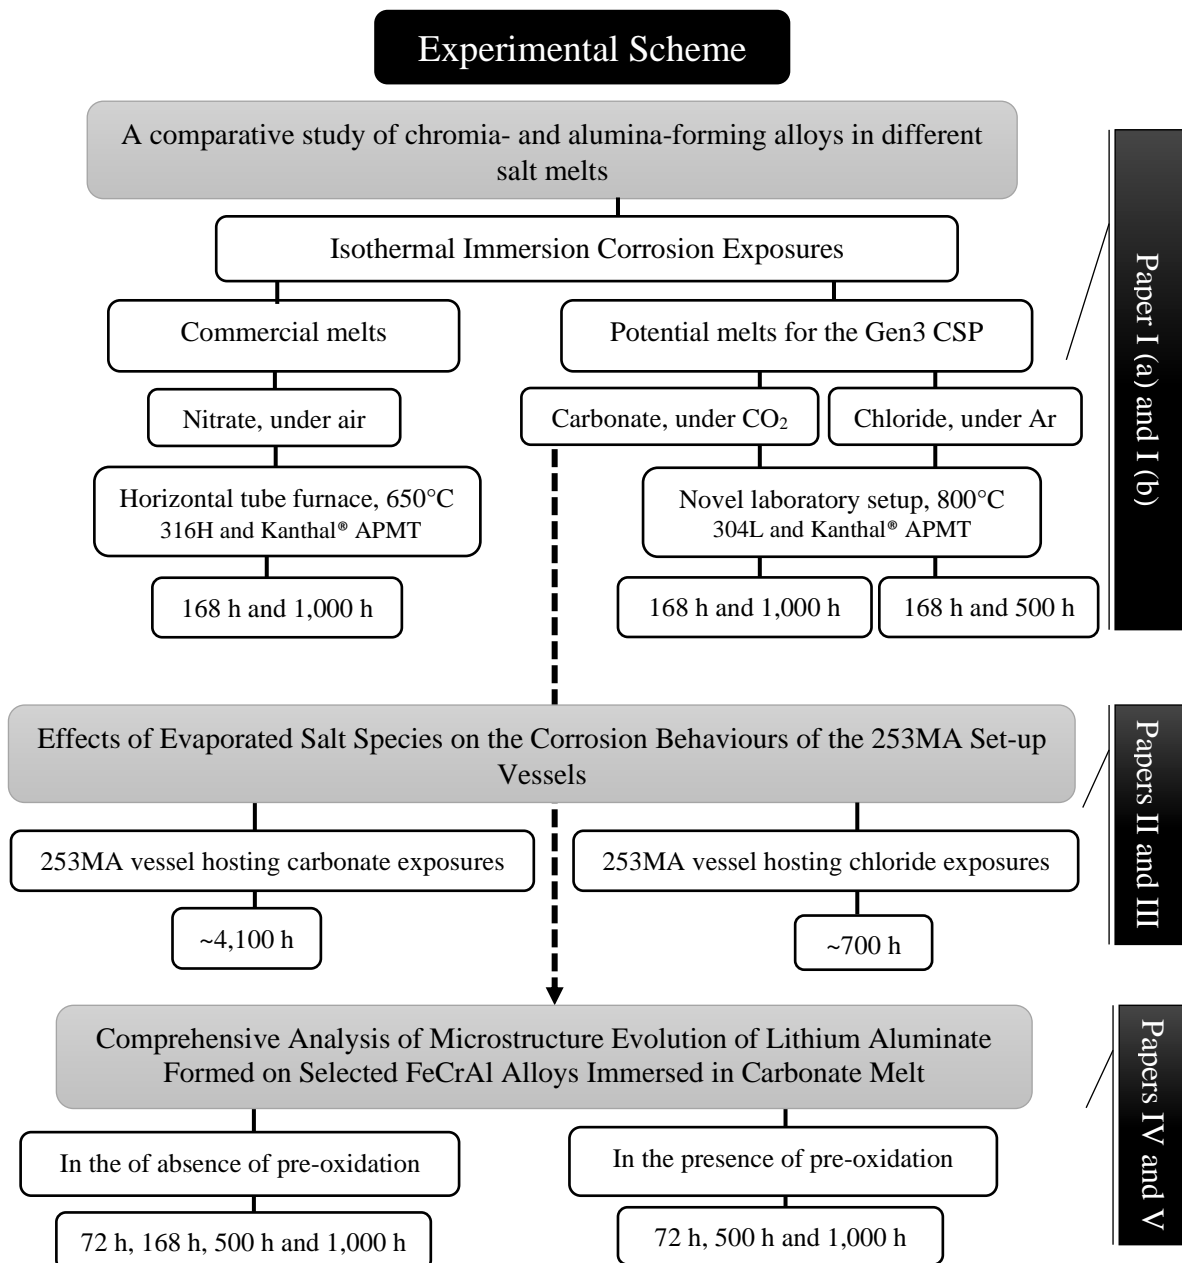 Experimental Scheme
A comparative study of chromia- and alumina-forming alloys in different
salt melts
Isothermal Immersion Corrosion Exposures
Commercial melts
Potential melts for the Gen3 CSP
Nitrate, under air
Carbonate, under CO₂
Chloride, under Ar
Horizontal tube furnace, 650°C
316H and Kanthal® APMT
Novel laboratory setup, 800°C
304L and Kanthal® APMT
168 h and 1,000 h
168 h and 1,000 h
168 h and 500 h
Paper I (a) and I (b)
Effects of Evaporated Salt Species on the Corrosion Behaviours of the 253MA Set-up
Vessels
253MA vessel hosting carbonate exposures
253MA vessel hosting chloride exposures
~4,100 h
~700 h
Papers II and III
Comprehensive Analysis of Microstructure Evolution of Lithium Aluminate
Formed on Selected FeCrAl Alloys Immersed in Carbonate Melt
In the of absence of pre-oxidation
In the presence of pre-oxidation
72 h, 168 h, 500 h and 1,000 h
72 h, 500 h and 1,000 h
Papers IV and V